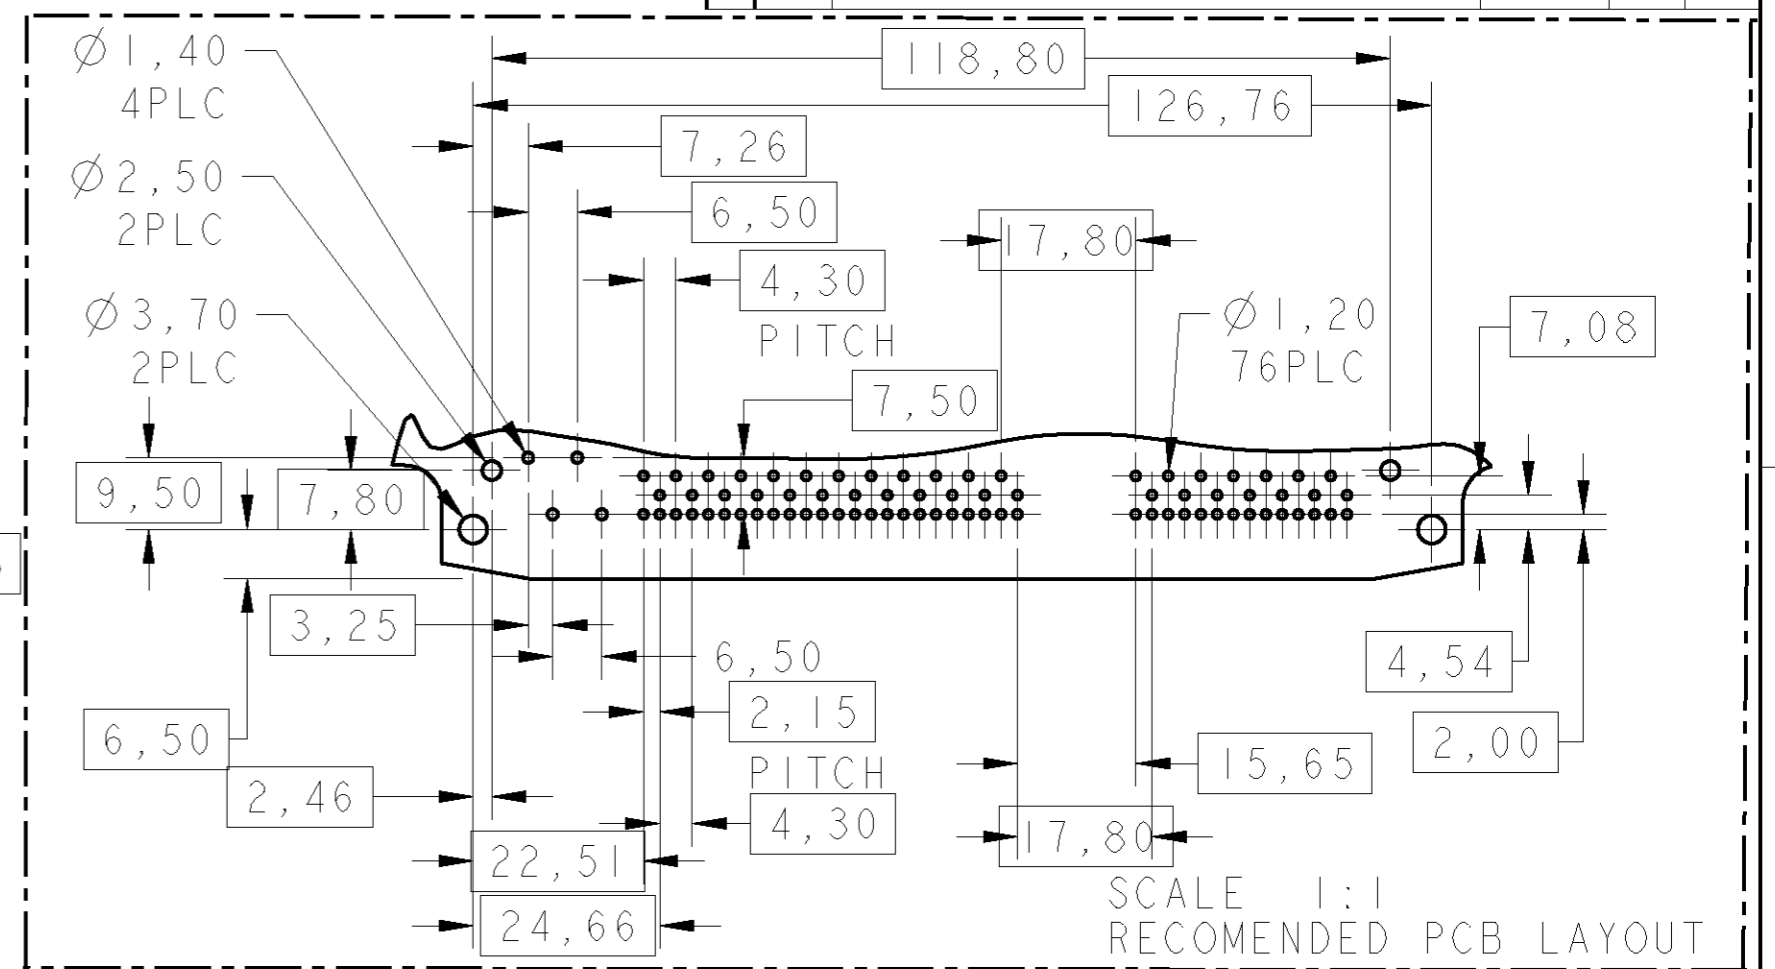 118,80
Ø1,40
4PLC
126,76
7,26
Ø2,50
2PLC
6,50
17,80
4,30
PITCH
Ø3,70
2PLC
Ø1,20
76PLC
7,08
7,50
9,50
7,80
3,25
6,50
4,54
2,15
PITCH
6,50
2,00
15,65
2,46
4,30
17,80
22,51
24,66
SCALE 1:1
RECOMENDED PCB LAYOUT